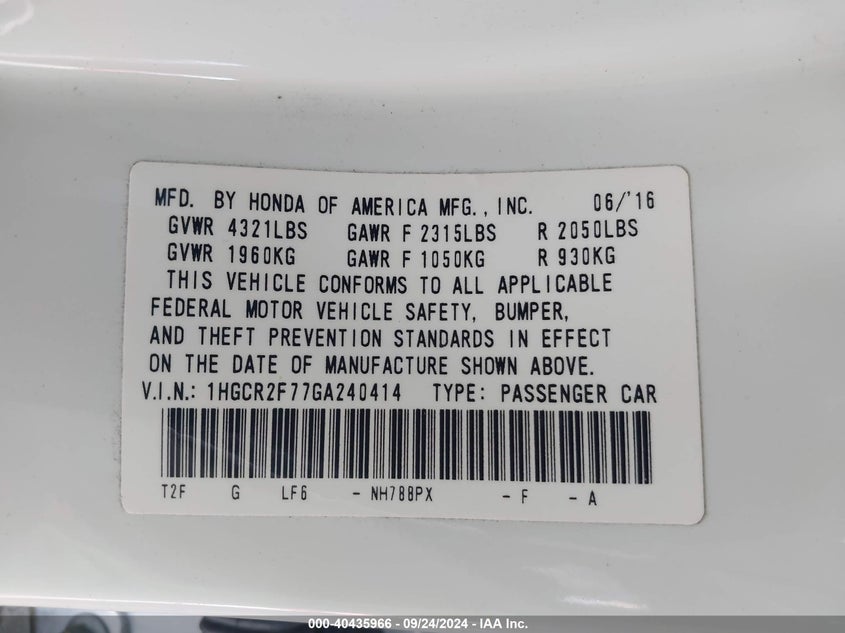 MFD. BY HONDA OF AMERICA MFG., INC. 06/'16
GVWR 4321LBS GAWR F 2315LBS R 2050LBS
GVWR 1960KG GAWR F 1050KG R 930KG
THIS VEHICLE CONFORMS TO ALL APPLICABLE
FEDERAL MOTOR VEHICLE SAFETY, BUMPER,
AND THEFT PREVENTION STANDARDS IN EFFECT
ON THE DATE OF MANUFACTURE SHOWN ABOVE.
V.I.N.: 1HGCR2F77GA240414 TYPE: PASSENGER CAR
T2F G LF6 - NH788PX - F - A
000-40435966 - 09/24/2024 - IAA Inc.